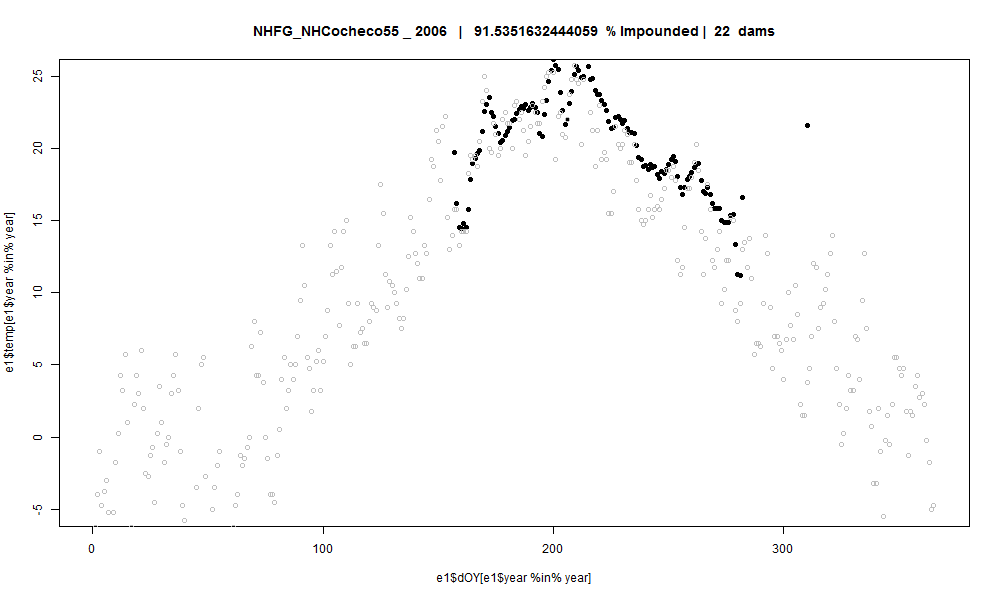 NHFG_NHCocheco55 _ 2006 | 91.5351632444059 % Impounded | 22 dams
25
20
15
10
5
0
-5
e1$temp[e1$year %in% year]
0 100 200 300
e1$dOY[e1$year %in% year]